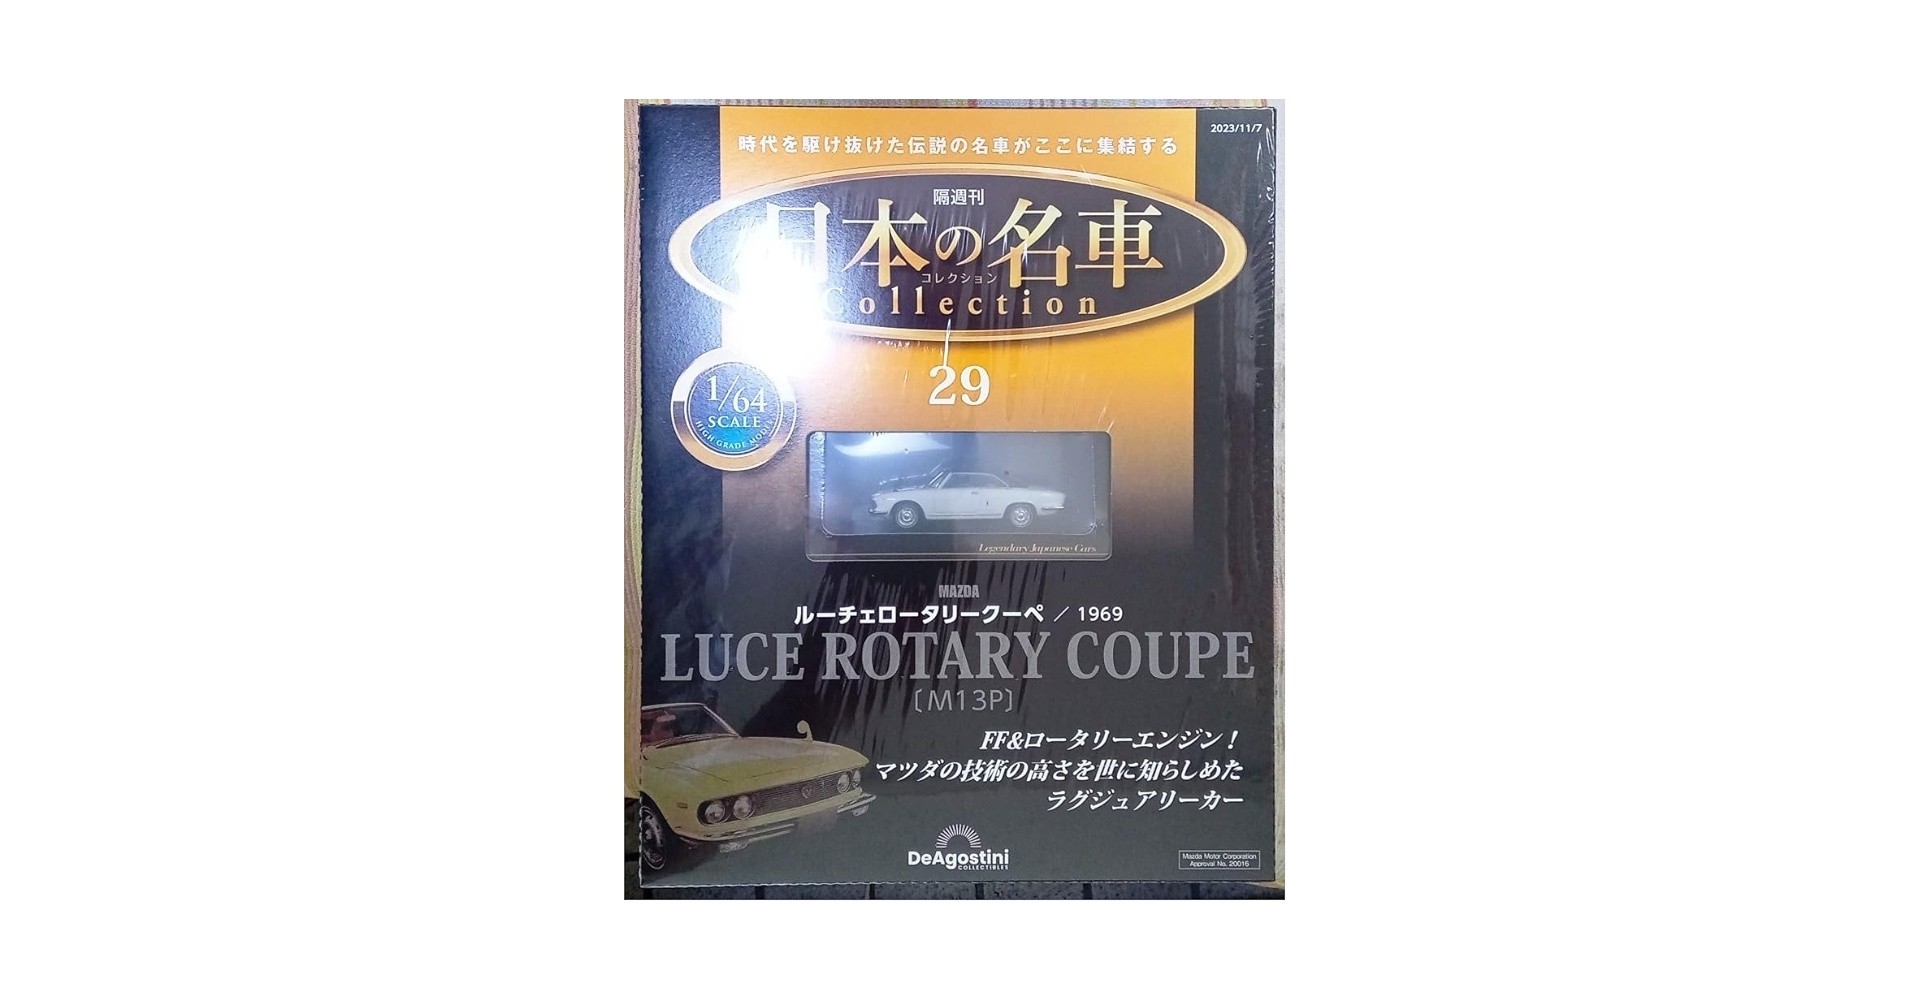 2023/11/7
時代を駆け抜けた伝説の名車がここに集結する
隔週刊
日本の名車
コレクション
Collection
29
1/64
SCALE
HIGH GRADE MODEL
Legendary Japanese Cars
MAZDA
ルーチェロータリークーペ / 1969
LUCE ROTARY COUPE
〔M13P〕
FF&ロータリーエンジン!
マツダの技術の高さを世に知らしめた
ラグジュアリーカー
DeAgostini
COLLECTIBLES
Mazda Motor Corporation
Approval No. 20016